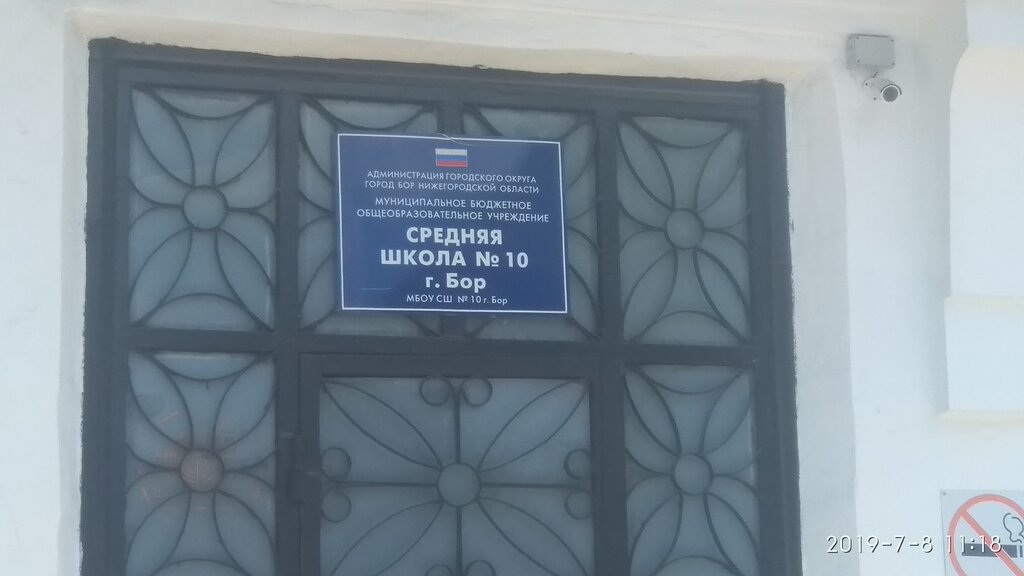 АДМИНИСТРАЦИЯ ГОРОДСКОГО ОКРУГА
ГОРОД БОР НИЖЕГОРОДСКОЙ ОБЛАСТИ
МУНИЦИПАЛЬНОЕ БЮДЖЕТНОЕ
ОБЩЕОБРАЗОВАТЕЛЬНОЕ УЧРЕЖДЕНИЕ
СРЕДНЯЯ
ШКОЛА № 10
г. Бор
МБОУ СШ № 10 г. Бор
2019-7-8 11:18